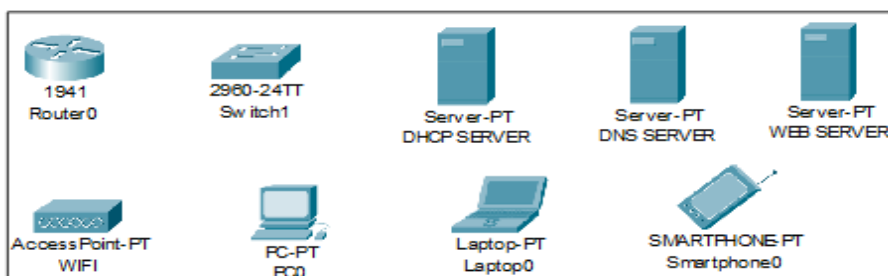 1941
Router0
2960-24TT
Switch1
Server-PT
DHCP SERVER
Server-PT
DNS SERVER
Server-PT
WEB SERVER
AccessPoint-PT
WIFI
PC-PT
PC0
Laptop-PT
Laptop0
SMARTPHONE-PT
Smartphone0